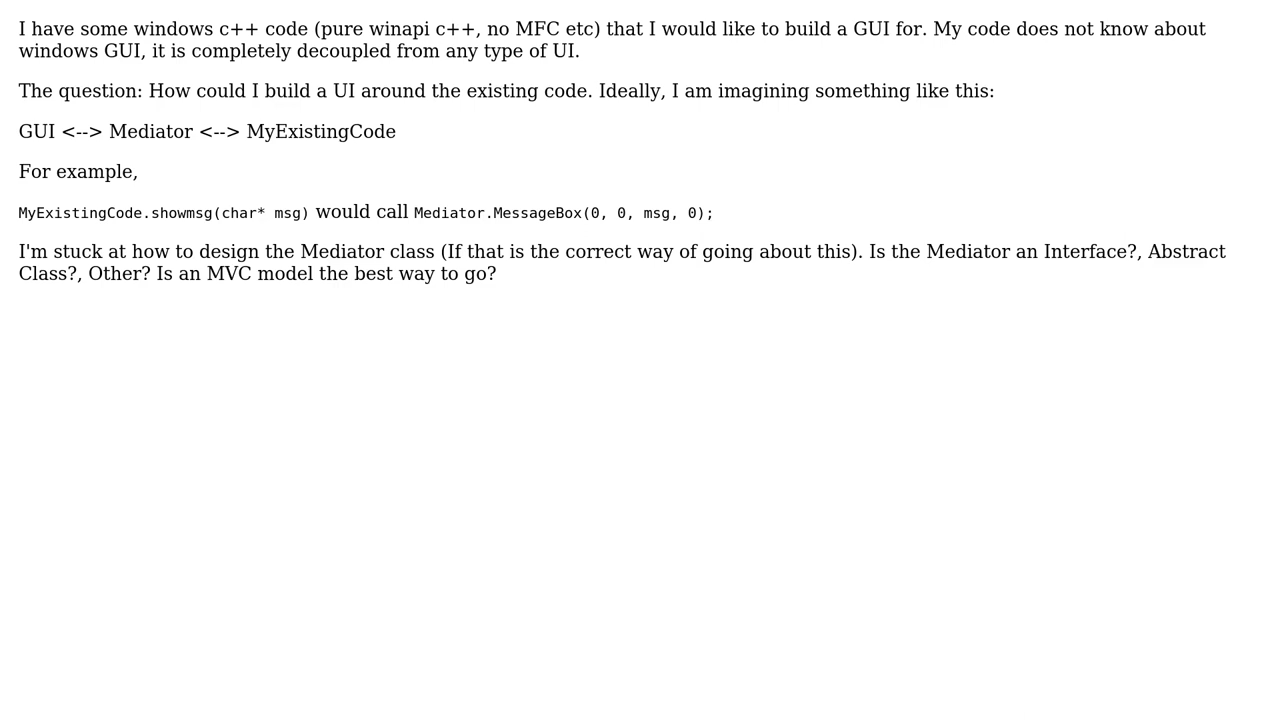 I have some windows c++ code (pure winapi c++, no MFC etc) that I would like to build a GUI for. My code does not know about
windows GUI, it is completely decoupled from any type of UI.
The question: How could I build a UI around the existing code. Ideally, I am imagining something like this:
GUI <--> Mediator <--> MyExistingCode
For example,
MyExistingCode.showmsg(char* msg) would call Mediator.MessageBox(0, 0, msg, 0);
I'm stuck at how to design the Mediator class (If that is the correct way of going about this). Is the Mediator an Interface?, Abstract
Class?, Other? Is an MVC model the best way to go?